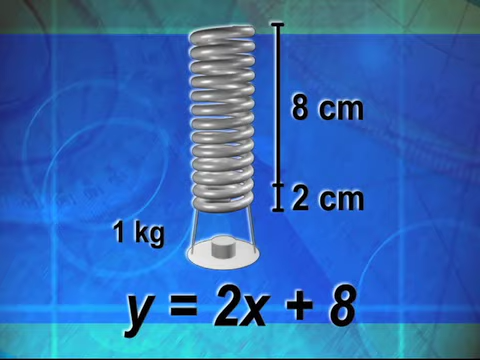 8 cm
2 cm
1 kg
y = 2x + 8